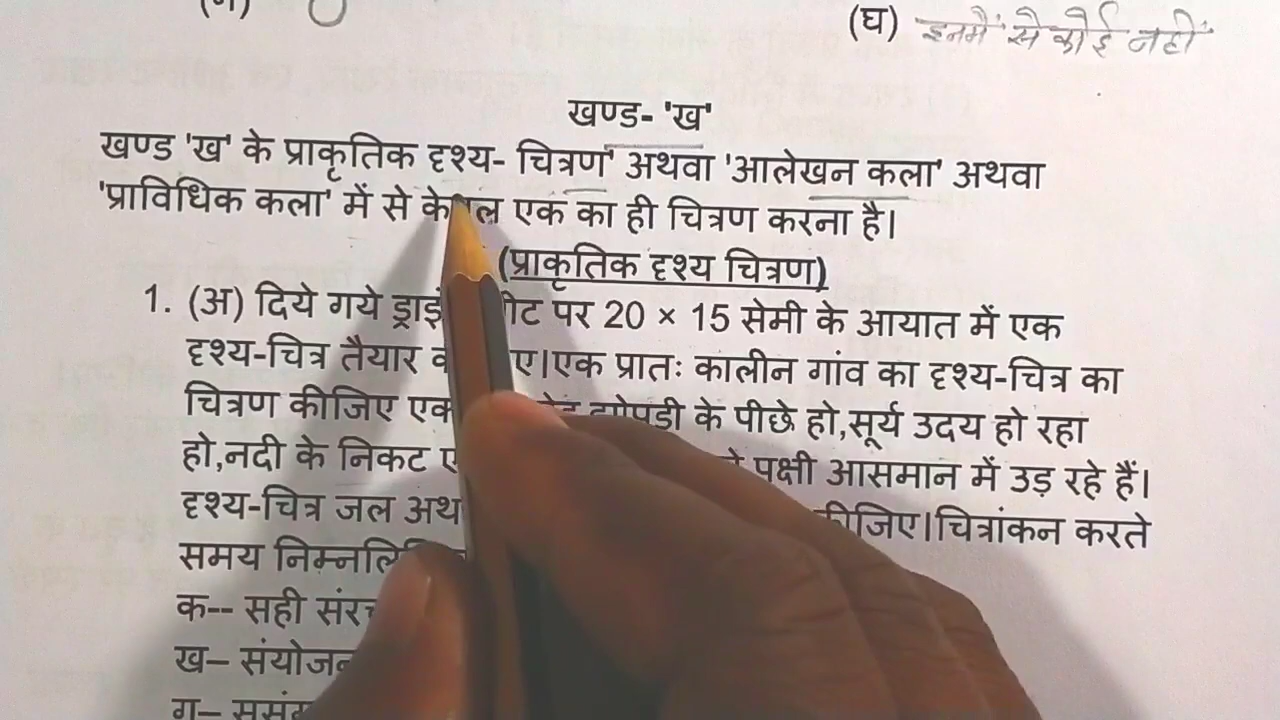 (घ) इनमें से कोई नहीं
खण्ड- 'ख'
खण्ड 'ख' के प्राकृतिक दृश्य- चित्रण' अथवा 'आलेखन कला' अथवा
'प्राविधिक कला' में से केवल एक का ही चित्रण करना है।
(प्राकृतिक दृश्य चित्रण)
1. (अ) दिये गये पर 20 × 15 सेमी के आयात में एक
दृश्य-चित्र तैयार एक प्रातः कालीन गांव का दृश्य-चित्र का
चित्रण कीजिए एक झोपडी के पीछे हो,सूर्य उदय हो रहा
हो,नदी के निकट पक्षी आसमान में उड़ रहे हैं।
दृश्य-चित्र जल चित्रांकन करते
समय
क-- सही
ख– संयोजन
ग–